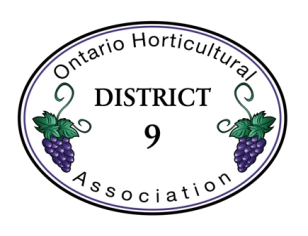 Ontario Horticultural
DISTRICT
9
Association